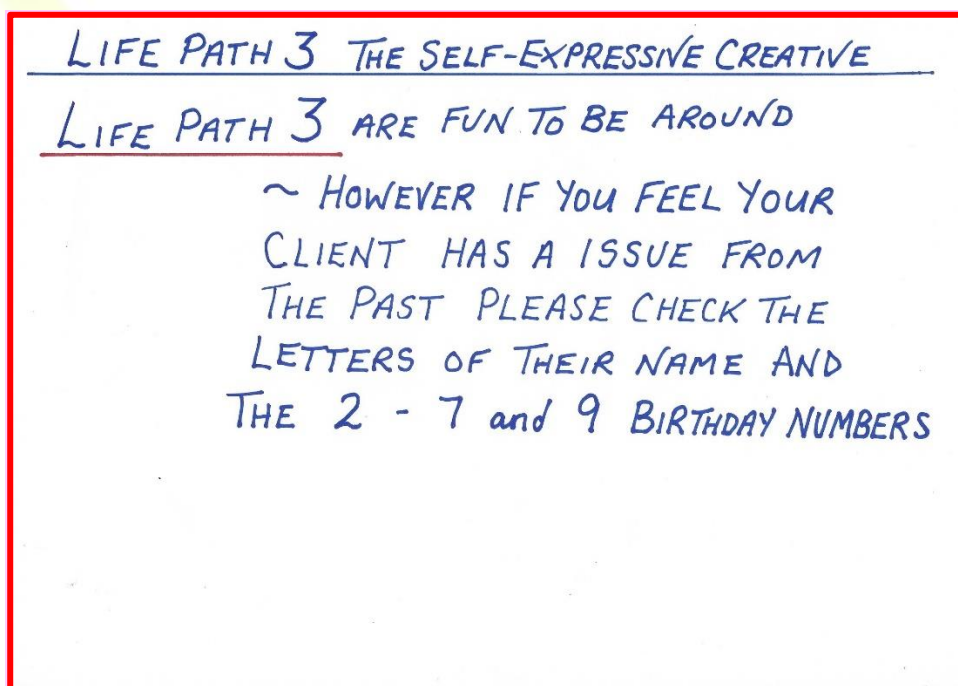 LIFE PATH 3 THE SELF-EXPRESSIVE CREATIVE
LIFE PATH 3 ARE FUN TO BE AROUND
~ HOWEVER IF YOU FEEL YOUR
CLIENT HAS A ISSUE FROM
THE PAST PLEASE CHECK THE
LETTERS OF THEIR NAME AND
THE 2 - 7 and 9 BIRTHDAY NUMBERS